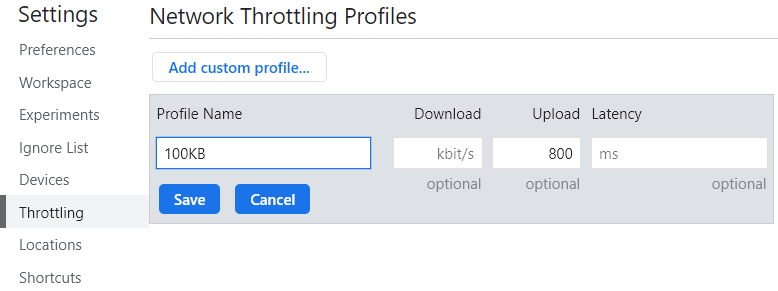 Settings
Preferences
Workspace
Experiments
Ignore List
Devices
Throttling
Locations
Shortcuts
Network Throttling Profiles
Add custom profile...
Profile Name Download Upload Latency
100KB kbit/s 800 ms
optional optional optional
Save Cancel